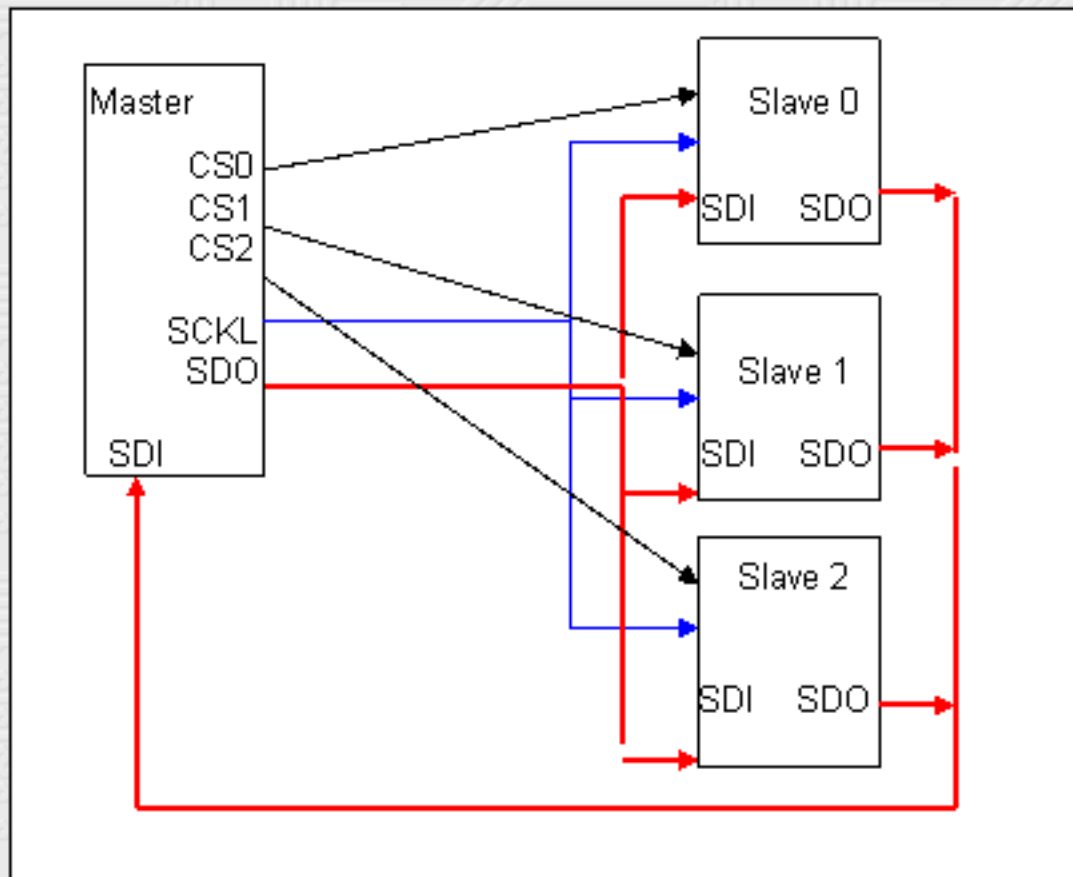 Master
CS0
CS1
CS2
SCKL
SDO
SDI
Slave 0
SDI SDO
Slave 1
SDI SDO
Slave 2
SDI SDO